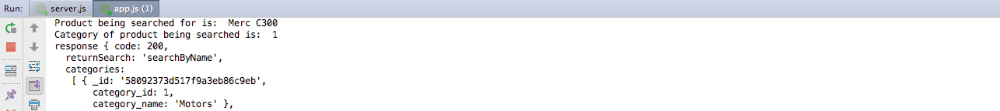 Run: server.js app.js (1)
Product being searched for is:  Merc C300
Category of product being searched is:  1
response { code: 200,
  returnSearch: 'searchByName',
  categories:
   [ { _id: '58092373d517f9a3eb86c9eb',
       category_id: 1,
       category_name: 'Motors' },